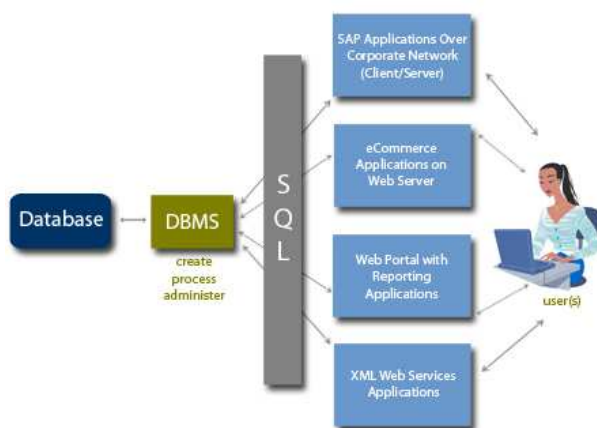 Database
DBMS
create
process
administer
SQL
SAP Applications Over
Corporate Network
(Client/Server)
eCommerce
Applications on
Web Server
Web Portal with
Reporting
Applications
XML Web Services
Applications
user(s)